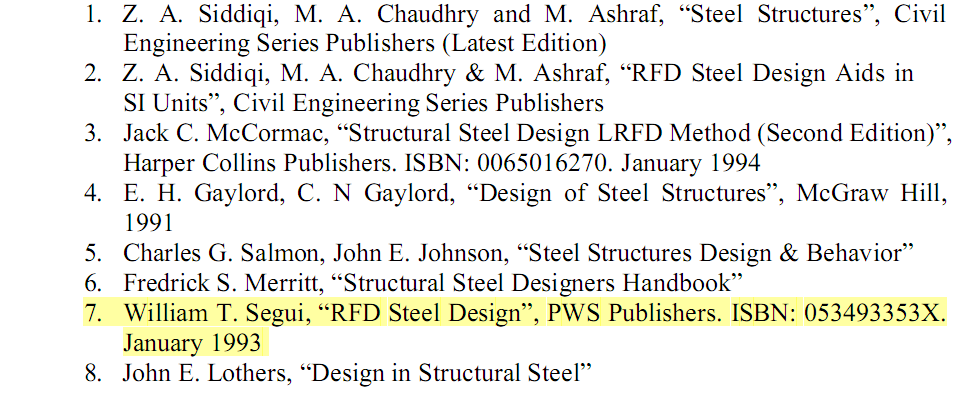 1. Z. A. Siddiqi, M. A. Chaudhry and M. Ashraf, “Steel Structures”, Civil
Engineering Series Publishers (Latest Edition)
2. Z. A. Siddiqi, M. A. Chaudhry & M. Ashraf, “RFD Steel Design Aids in
SI Units”, Civil Engineering Series Publishers
3. Jack C. McCormac, “Structural Steel Design LRFD Method (Second Edition)”,
Harper Collins Publishers. ISBN: 0065016270. January 1994
4. E. H. Gaylord, C. N Gaylord, “Design of Steel Structures”, McGraw Hill,
1991
5. Charles G. Salmon, John E. Johnson, “Steel Structures Design & Behavior”
6. Fredrick S. Merritt, “Structural Steel Designers Handbook”
7. William T. Segui, “RFD Steel Design”, PWS Publishers. ISBN: 053493353X.
January 1993
8. John E. Lothers, “Design in Structural Steel”